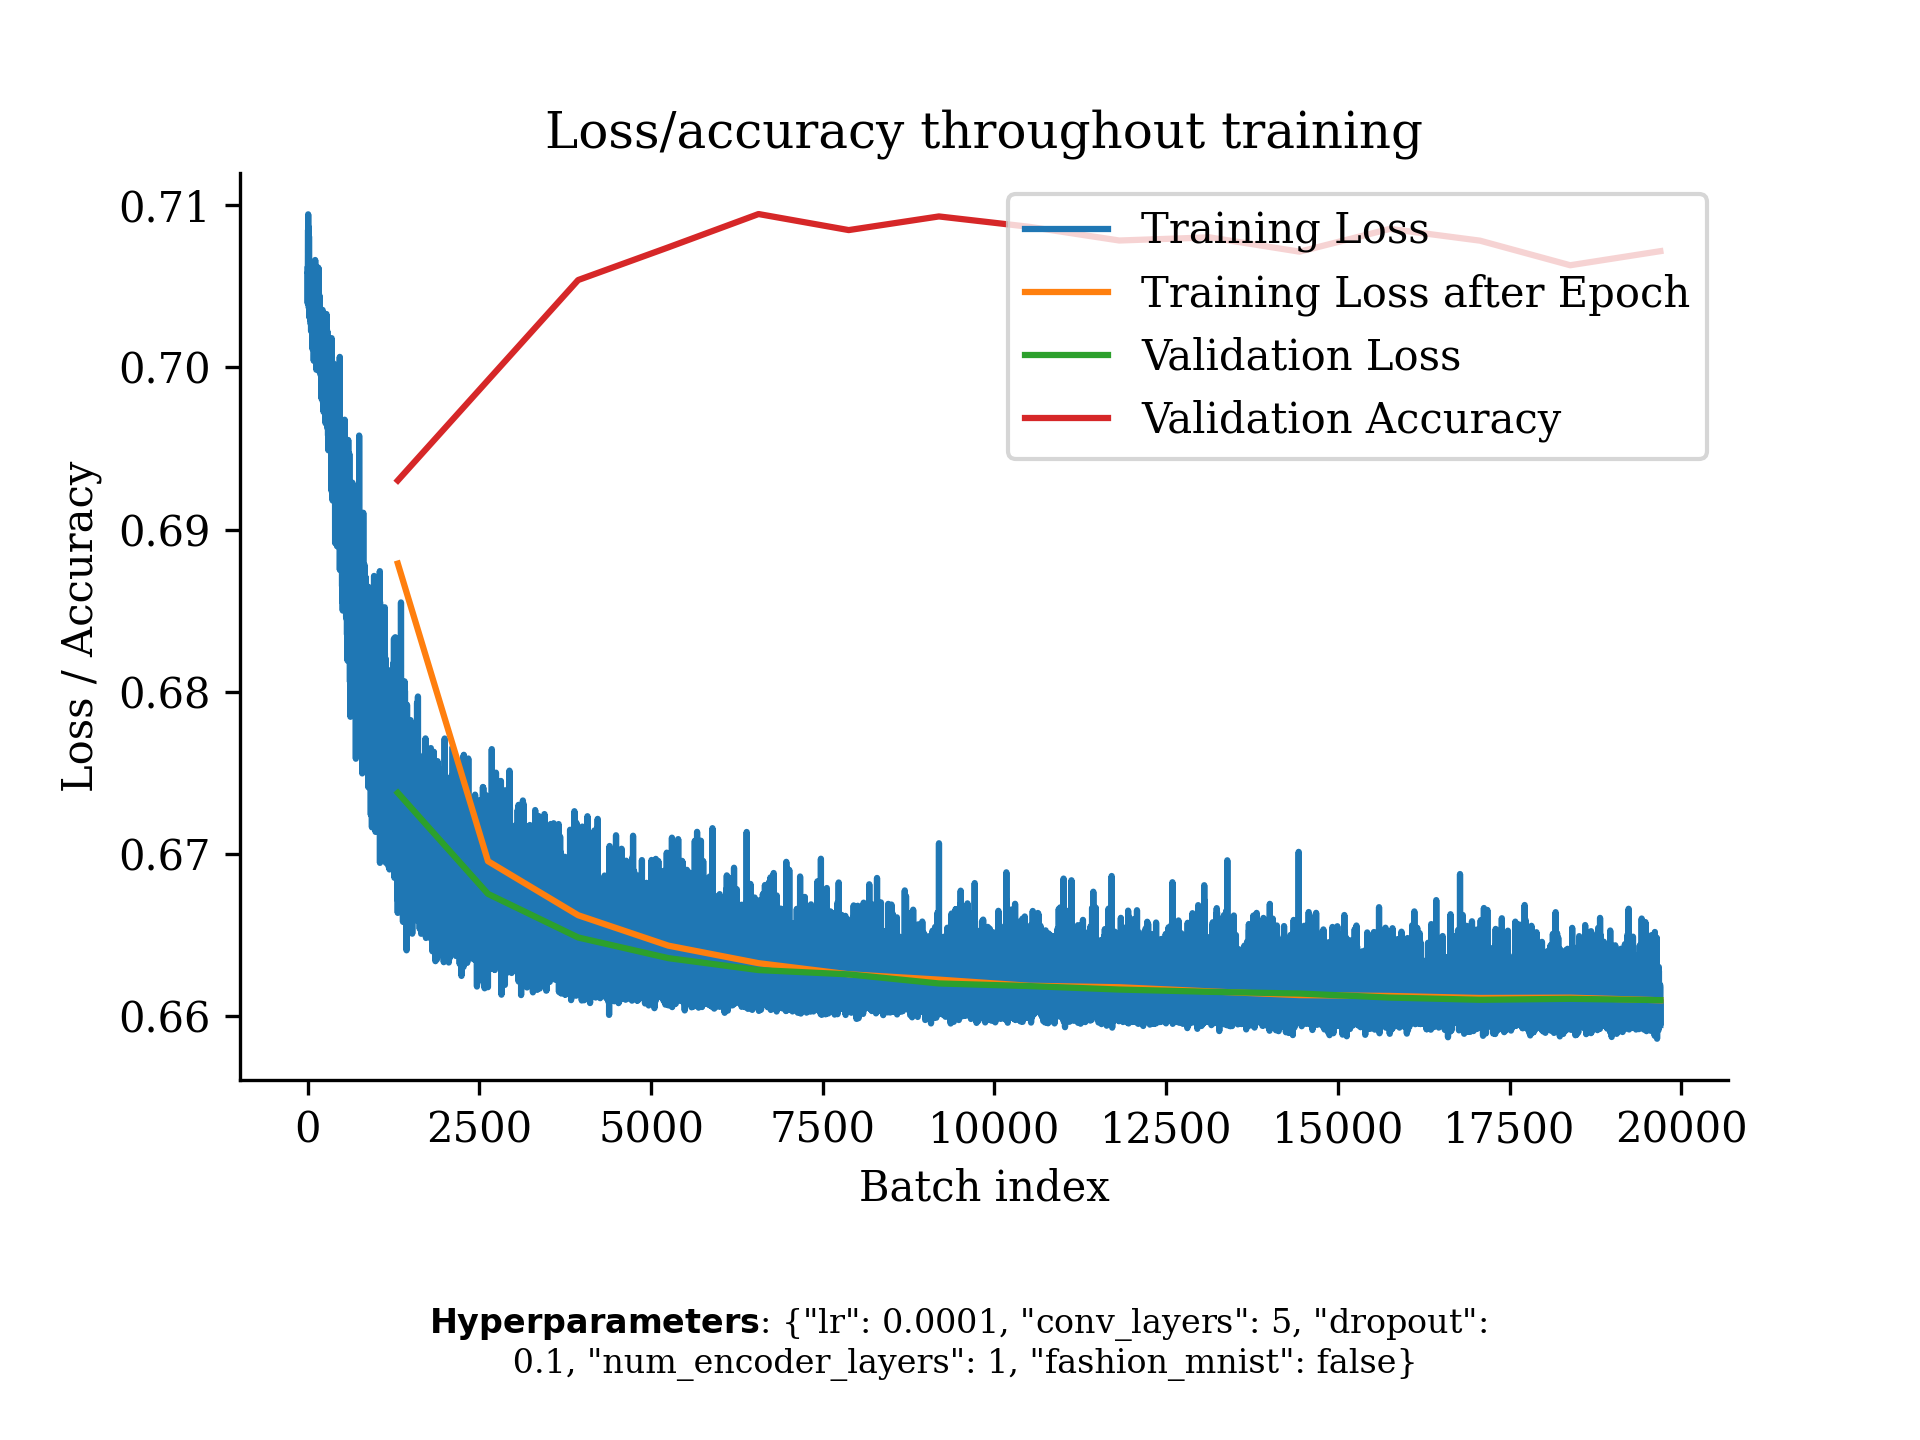 Loss/accuracy throughout training
0.71
0.70
0.69
0.68
0.67
0.66
Loss / Accuracy
Training Loss
Training Loss after Epoch
Validation Loss
Validation Accuracy
0 2500 5000 7500 10000 12500 15000 17500 20000
Batch index
Hyperparameters: {"lr": 0.0001, "conv_layers": 5, "dropout":
0.1, "num_encoder_layers": 1, "fashion_mnist": false}